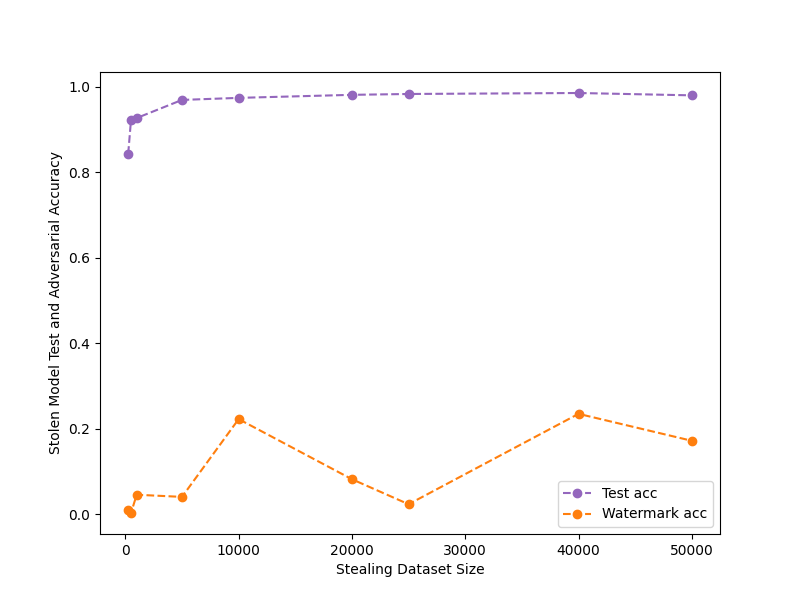 1.0
0.8
0.6
0.4
0.2
0.0
Stolen Model Test and Adversarial Accuracy
Test acc
Watermark acc
0 10000 20000 30000 40000 50000
Stealing Dataset Size